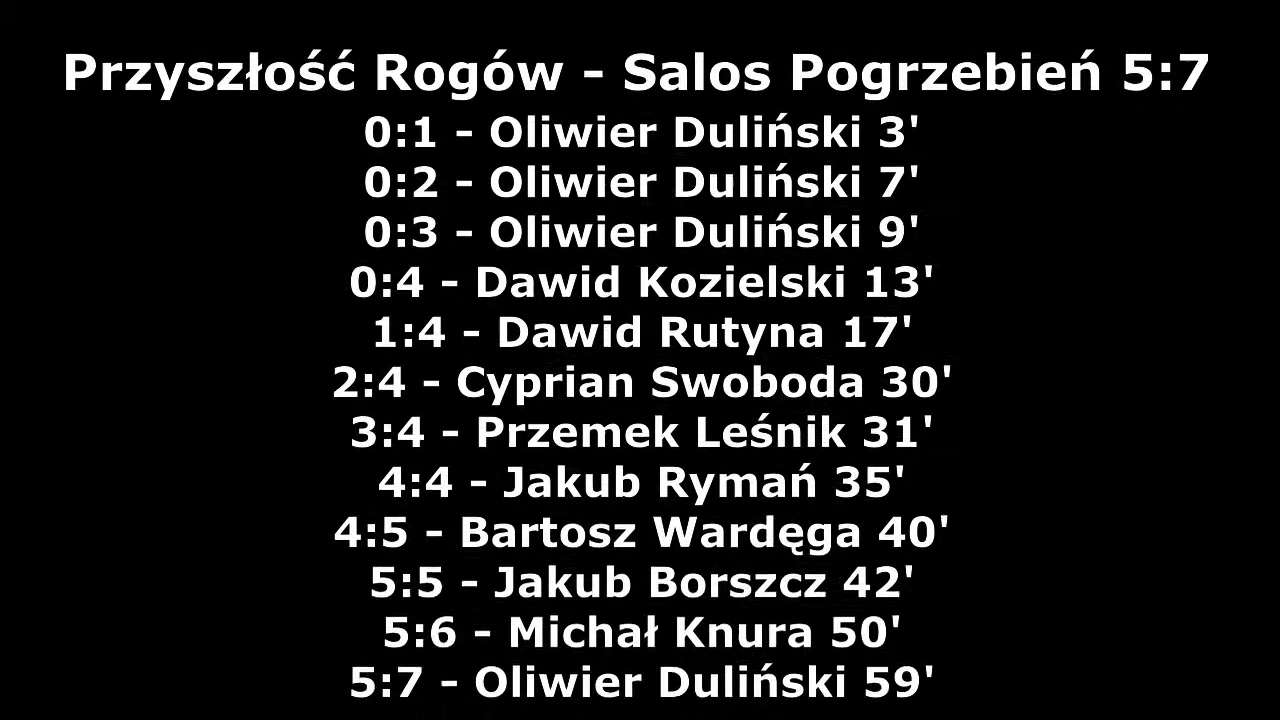 Przyszłość Rogów - Salos Pogrzebień 5:7
0:1 - Oliwier Duliński 3'
0:2 - Oliwier Duliński 7'
0:3 - Oliwier Duliński 9'
0:4 - Dawid Kozielski 13'
1:4 - Dawid Rutyna 17'
2:4 - Cyprian Swoboda 30'
3:4 - Przemek Leśnik 31'
4:4 - Jakub Rymań 35'
4:5 - Bartosz Wardęga 40'
5:5 - Jakub Borszcz 42'
5:6 - Michał Knura 50'
5:7 - Oliwier Duliński 59'